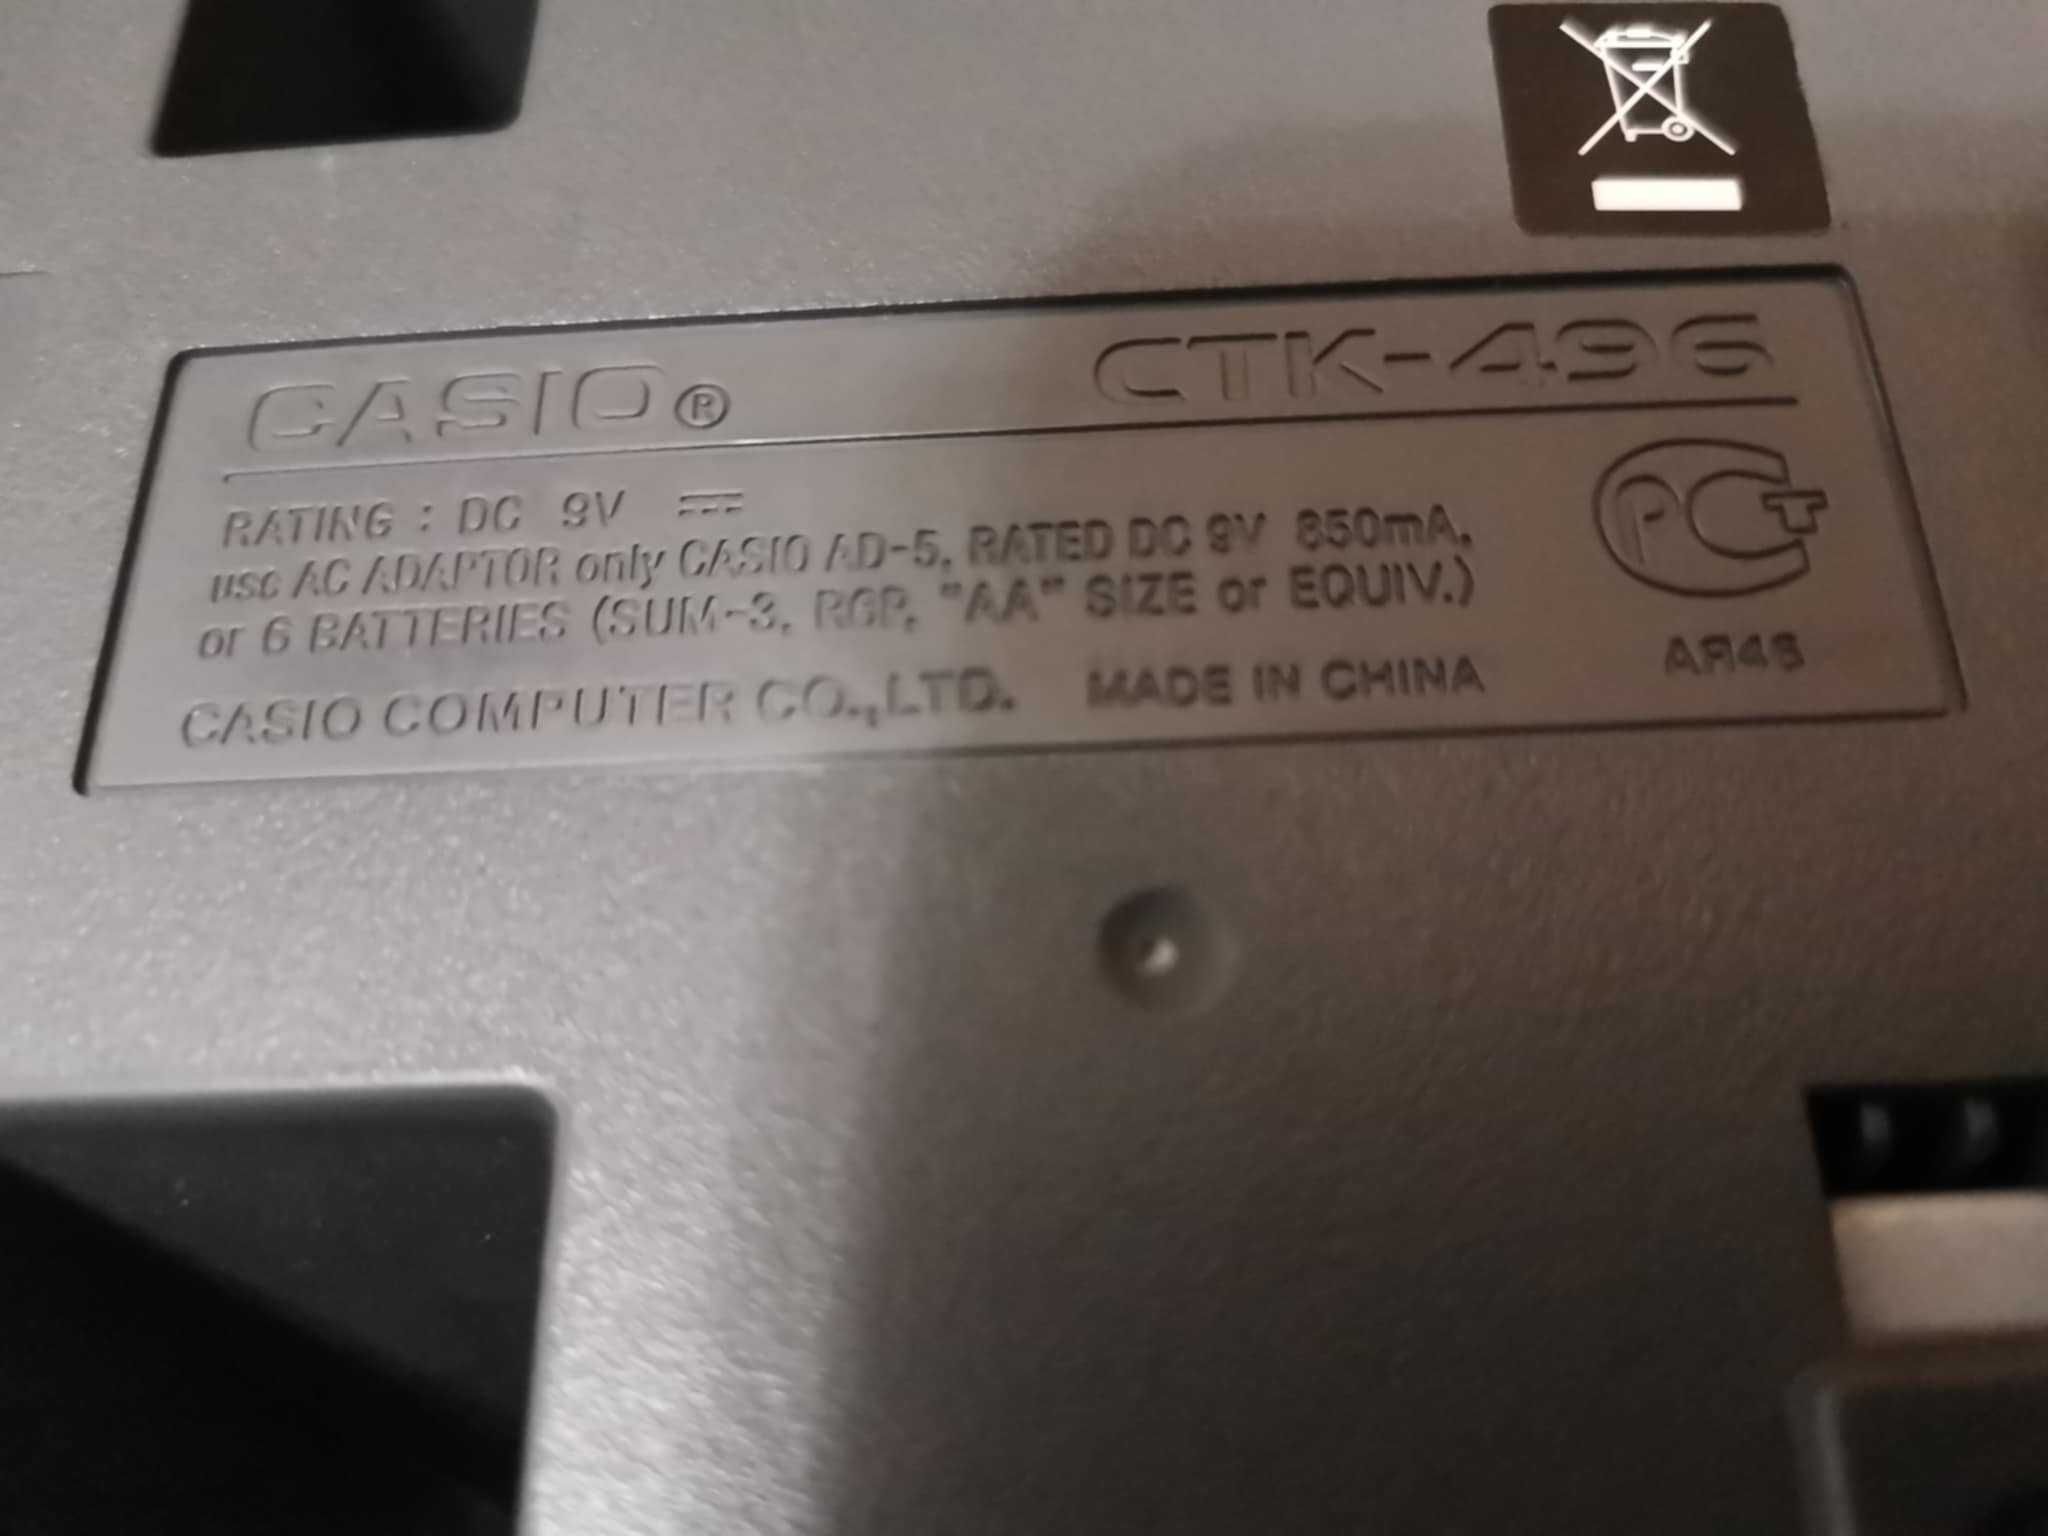 CASIO® CTK-496
RATING : DC 9V ⎓
use AC ADAPTOR only CASIO AD-5, RATED DC 9V 850mA,
or 6 BATTERIES (SUM-3, R6P, "AA" SIZE or EQUIV.)
CASIO COMPUTER CO.,LTD. MADE IN CHINA
PCT
AR46